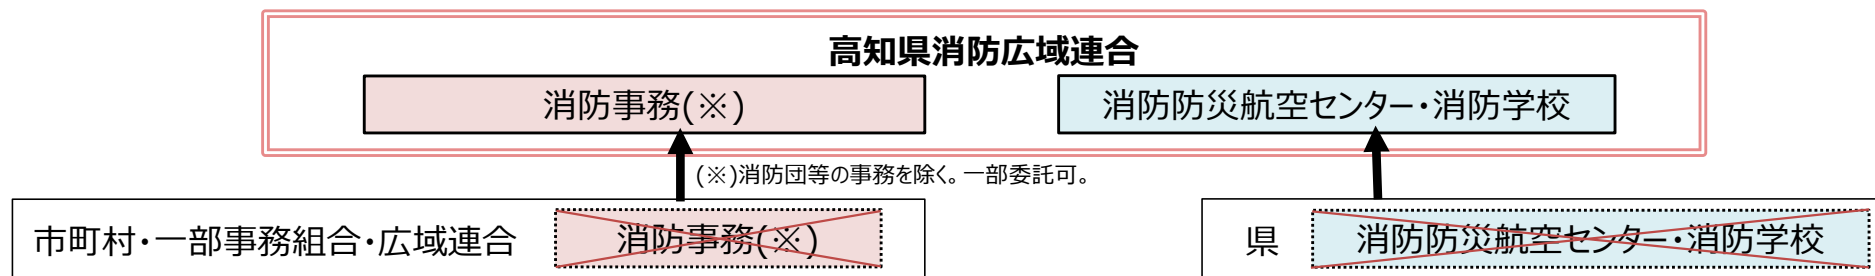 高知県消防広域連合
消防事務(※)
消防防災航空センター・消防学校
(※)消防団等の事務を除く。一部委託可。
市町村・一部事務組合・広域連合
消防事務(※)
県
消防防災航空センター・消防学校